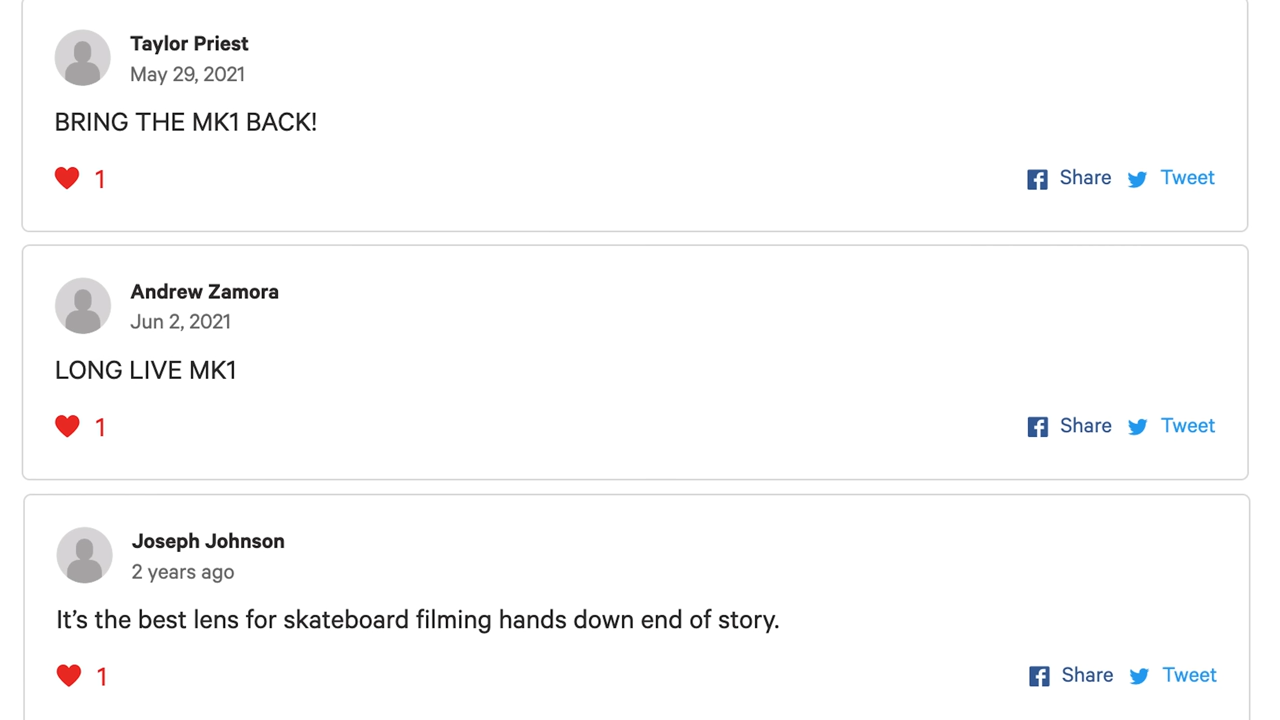 Taylor Priest
May 29, 2021
BRING THE MK1 BACK!
1
Share Tweet
Andrew Zamora
Jun 2, 2021
LONG LIVE MK1
1
Share Tweet
Joseph Johnson
2 years ago
It’s the best lens for skateboard filming hands down end of story.
1
Share Tweet